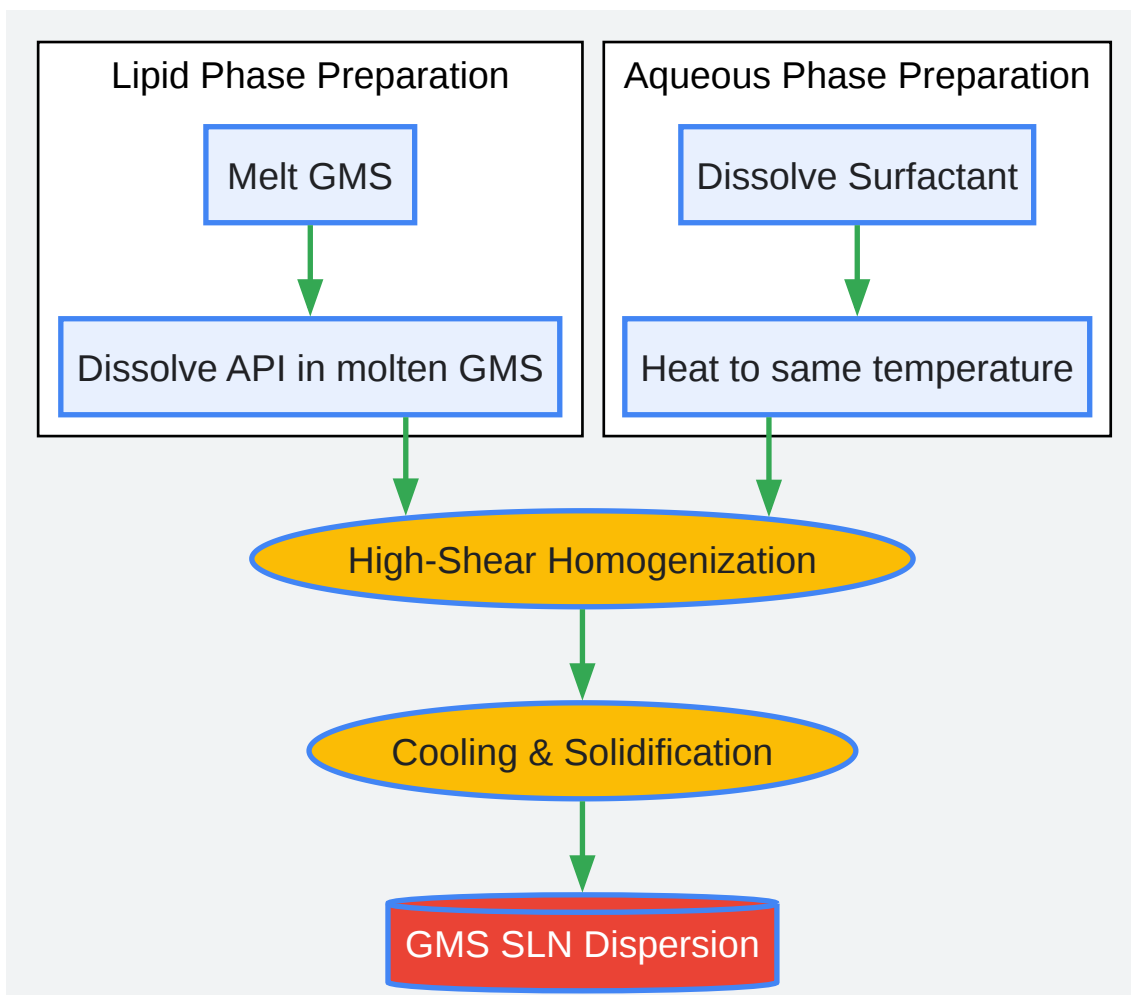 Lipid Phase Preparation
Melt GMS
Dissolve API in molten GMS
Aqueous Phase Preparation
Dissolve Surfactant
Heat to same temperature
High-Shear Homogenization
Cooling & Solidification
GMS SLN Dispersion